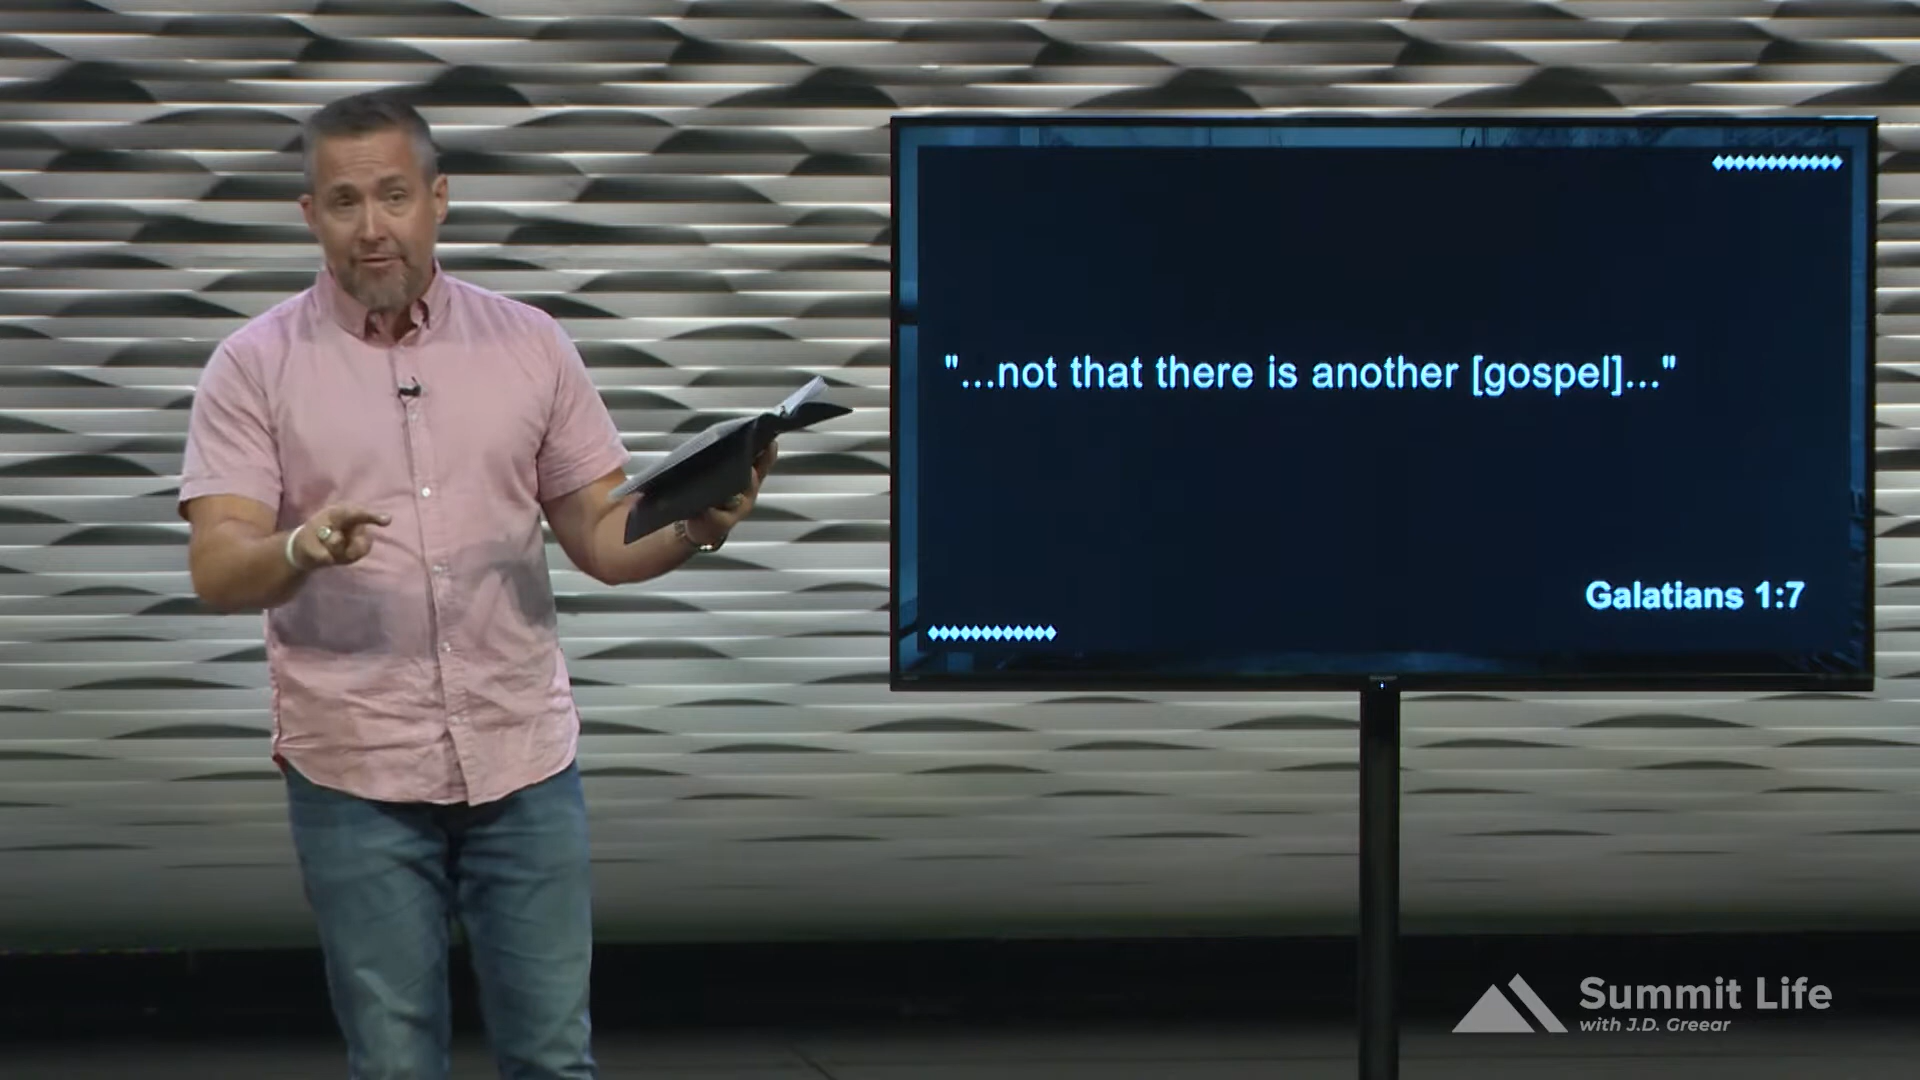 "...not that there is another [gospel]..."
Galatians 1:7
Summit Life
with J.D. Greear